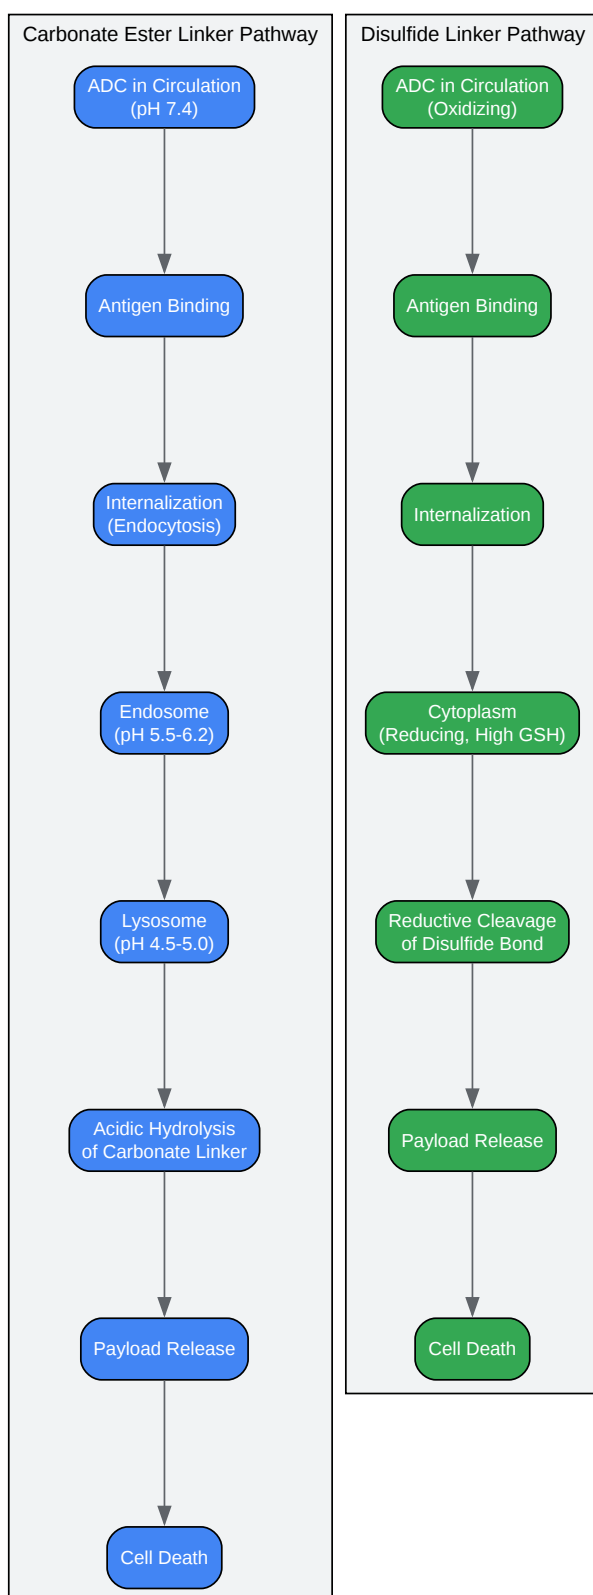 Carbonate Ester Linker Pathway
ADC in Circulation
(pH 7.4)
Antigen Binding
Internalization
(Endocytosis)
Endosome
(pH 5.5-6.2)
Lysosome
(pH 4.5-5.0)
Acidic Hydrolysis
of Carbonate Linker
Payload Release
Cell Death
Disulfide Linker Pathway
ADC in Circulation
(Oxidizing)
Antigen Binding
Internalization
Cytoplasm
(Reducing, High GSH)
Reductive Cleavage
of Disulfide Bond
Payload Release
Cell Death